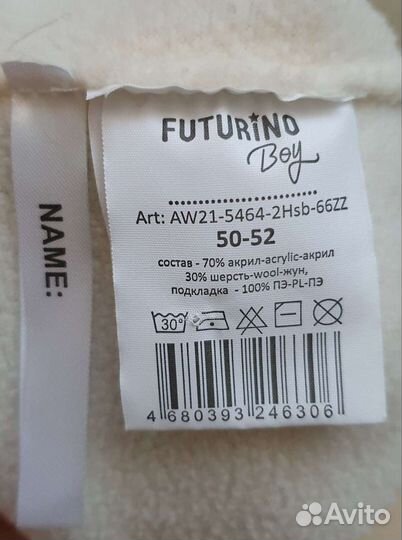 NAME:
FUTURiNO
Boy
Art: AW21-5464-2Hsb-66ZZ
50-52
состав - 70% акрил-acrylic-акрил
30% шерсть-wool-жүн,
подкладка - 100% ПЭ-PL-ПЭ
30°
4 680393 246306
Avito